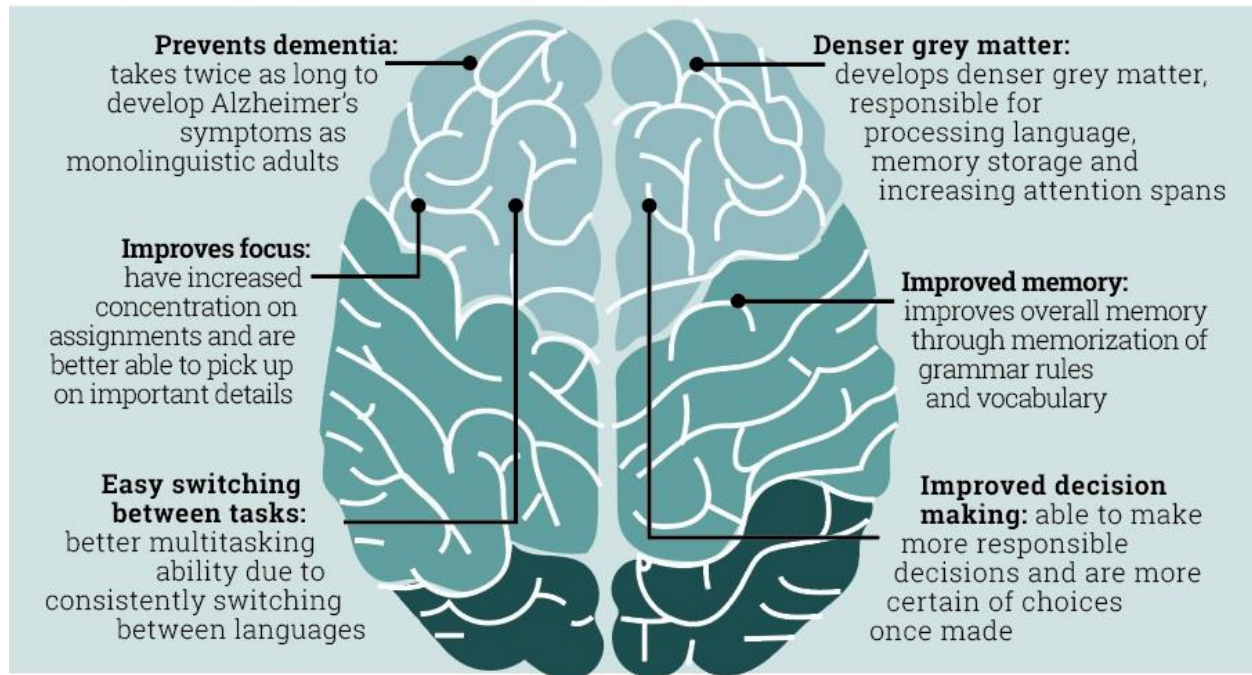 Prevents dementia:
takes twice as long to
develop Alzheimer's
symptoms as
monolinguistic adults
Improves focus:
have increased
concentration on
assignments and are
better able to pick up
on important details
Easy switching
between tasks:
better multitasking
ability due to
consistently switching
between languages
Denser grey matter:
develops denser grey matter,
responsible for
processing language,
memory storage and
increasing attention spans
Improved memory:
improves overall memory
through memorization of
grammar rules
and vocabulary
Improved decision
making: able to make
more responsible
decisions and are more
certain of choices
once made